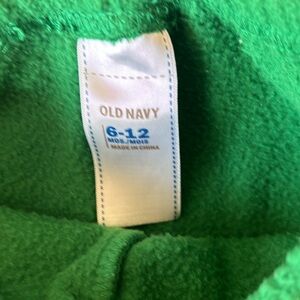 OLD NAVY
6-12
MOS./MOIS
MADE IN CHINA